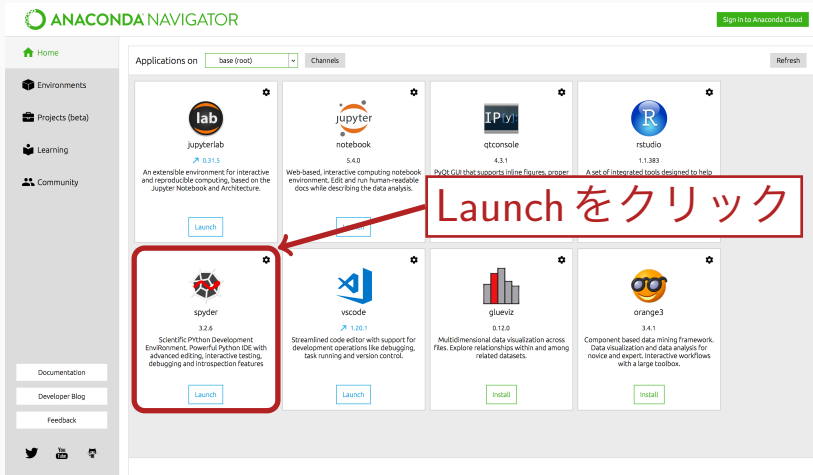 ANACONDA NAVIGATOR
Sign in to Anaconda Cloud
Home
Environments
Projects (beta)
Learning
Community
Documentation
Developer Blog
Feedback
You
Tube
Applications on
base (root)
Channels
Refresh
lab
jupyterlab
0.31.5
An extensible environment for interactive
and reproducible computing, based on the
Jupyter Notebook and Architecture.
Launch
jupyter
notebook
5.4.0
Web-based, interactive computing notebook
environment. Edit and run human-readable
docs while describing the data analysis.
Launch
IP[y]:
qtconsole
4.3.1
PyQt GUI that supports inline figures, proper
R
rstudio
1.1.383
A set of integrated tools designed to help
Launch をクリック
spyder
3.2.6
Scientific PYthon Development
EnviRonment. Powerful Python IDE with
advanced editing, interactive testing,
debugging and introspection features
Launch
vscode
1.20.1
Streamlined code editor with support for
development operations like debugging,
task running and version control.
Launch
glueviz
0.12.0
Multidimensional data visualization across
files. Explore relationships within and among
related datasets.
Install
orange3
3.4.1
Component based data mining framework.
Data visualization and data analysis for
novice and expert. Interactive workflows
with a large toolbox.
Install